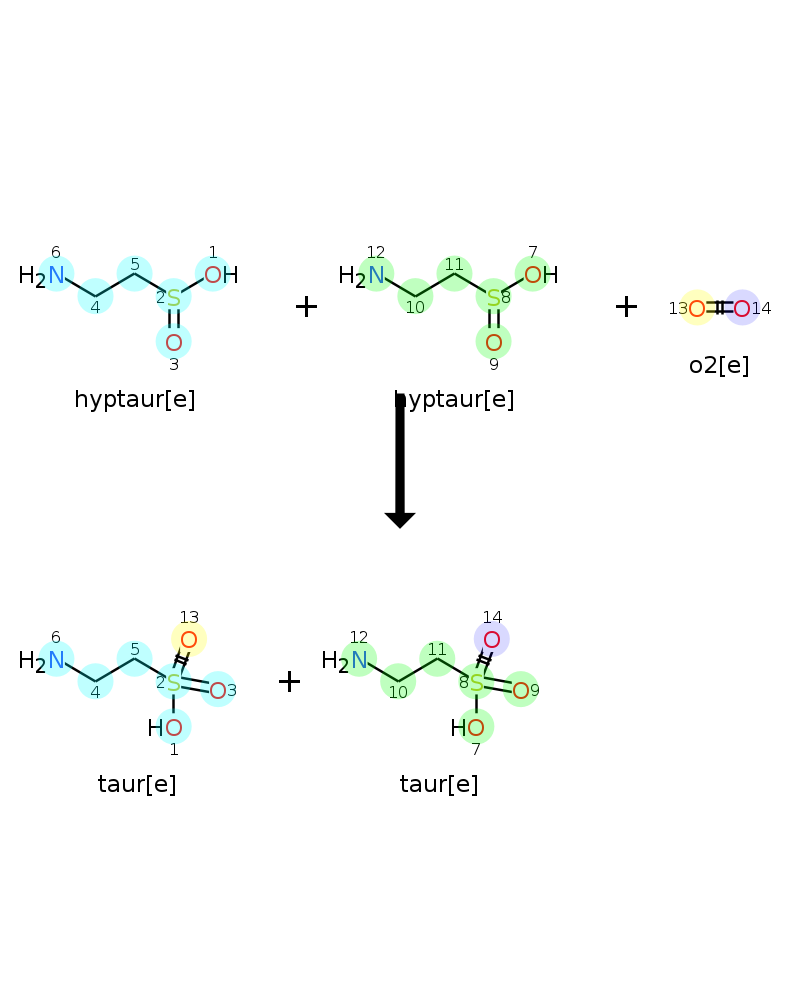 6 5 1 12 11 7
H2N S OH + H2N S OH + 13 O O 14
4 2 10 8
O O
3 9
hyptaur[e] hyptaur[e] o2[e]
13 14
6 5 O 12 11 O
H2N 2 S O 3 + H2N 8 S O 9
4 10
HO HO
1 7
taur[e] taur[e]